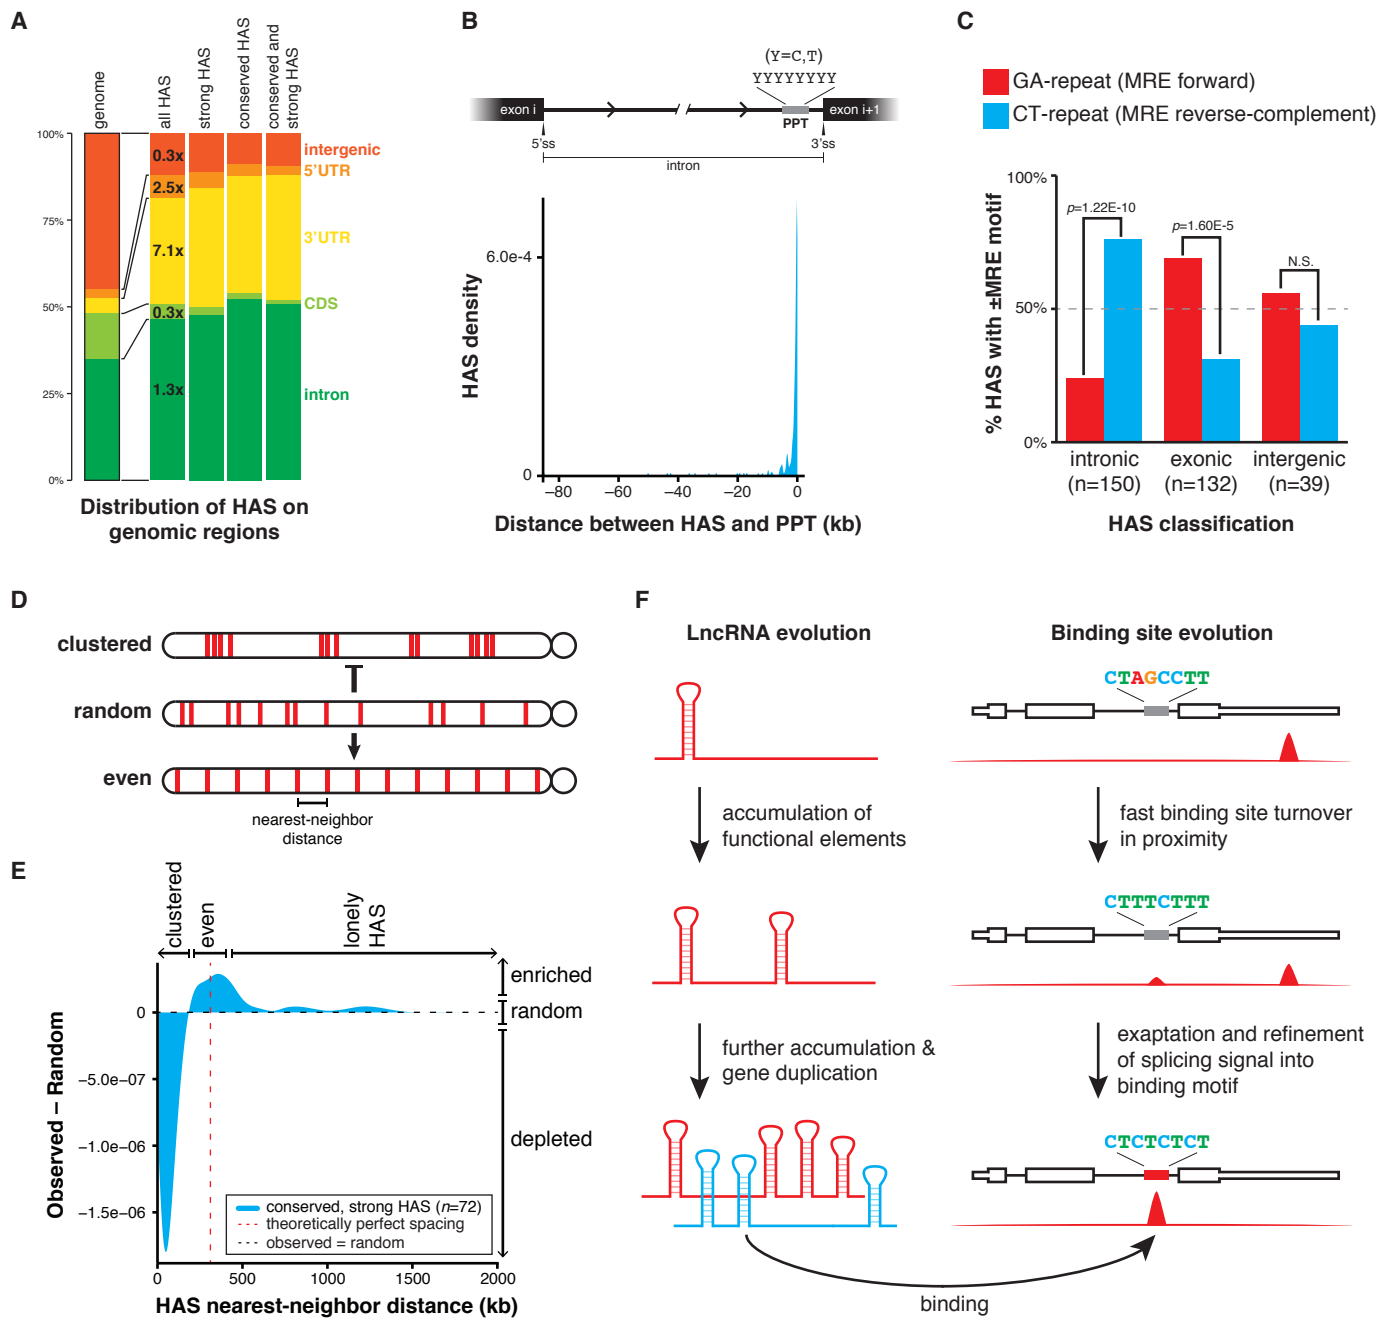 A
genome
all HAS
strong HAS
conserved HAS
conserved and
strong HAS
100%
75%
50%
25%
0%
0.3x
2.5x
7.1x
0.3x
1.3x
intergenic
5'UTR
3'UTR
CDS
intron
Distribution of HAS on
genomic regions
B
(Y=C,T)
YYYYYYYY
exon i
exon i+1
PPT
5'ss
3'ss
intron
HAS density
6.0e-4
0
−80
−60
−40
−20
0
Distance between HAS and PPT (kb)
C
GA-repeat (MRE forward)
CT-repeat (MRE reverse-complement)
% HAS with ±MRE motif
100%
50%
0%
p=1.22E-10
p=1.60E-5
N.S.
intronic
(n=150)
exonic
(n=132)
intergenic
(n=39)
HAS classification
D
clustered
random
even
nearest-neighbor
distance
E
clustered
even
lonely
HAS
enriched
random
depleted
Observed – Random
0
−5.0e−07
−1.0e−06
−1.5e−06
conserved, strong HAS (n=72)
theoretically perfect spacing
observed = random
0
500
1000
1500
2000
HAS nearest-neighbor distance (kb)
F
LncRNA evolution
accumulation of
functional elements
further accumulation &
gene duplication
Binding site evolution
CTAGCCTT
fast binding site turnover
in proximity
CTTTCTTT
exaptation and refinement
of splicing signal into
binding motif
CTCTCTCT
binding